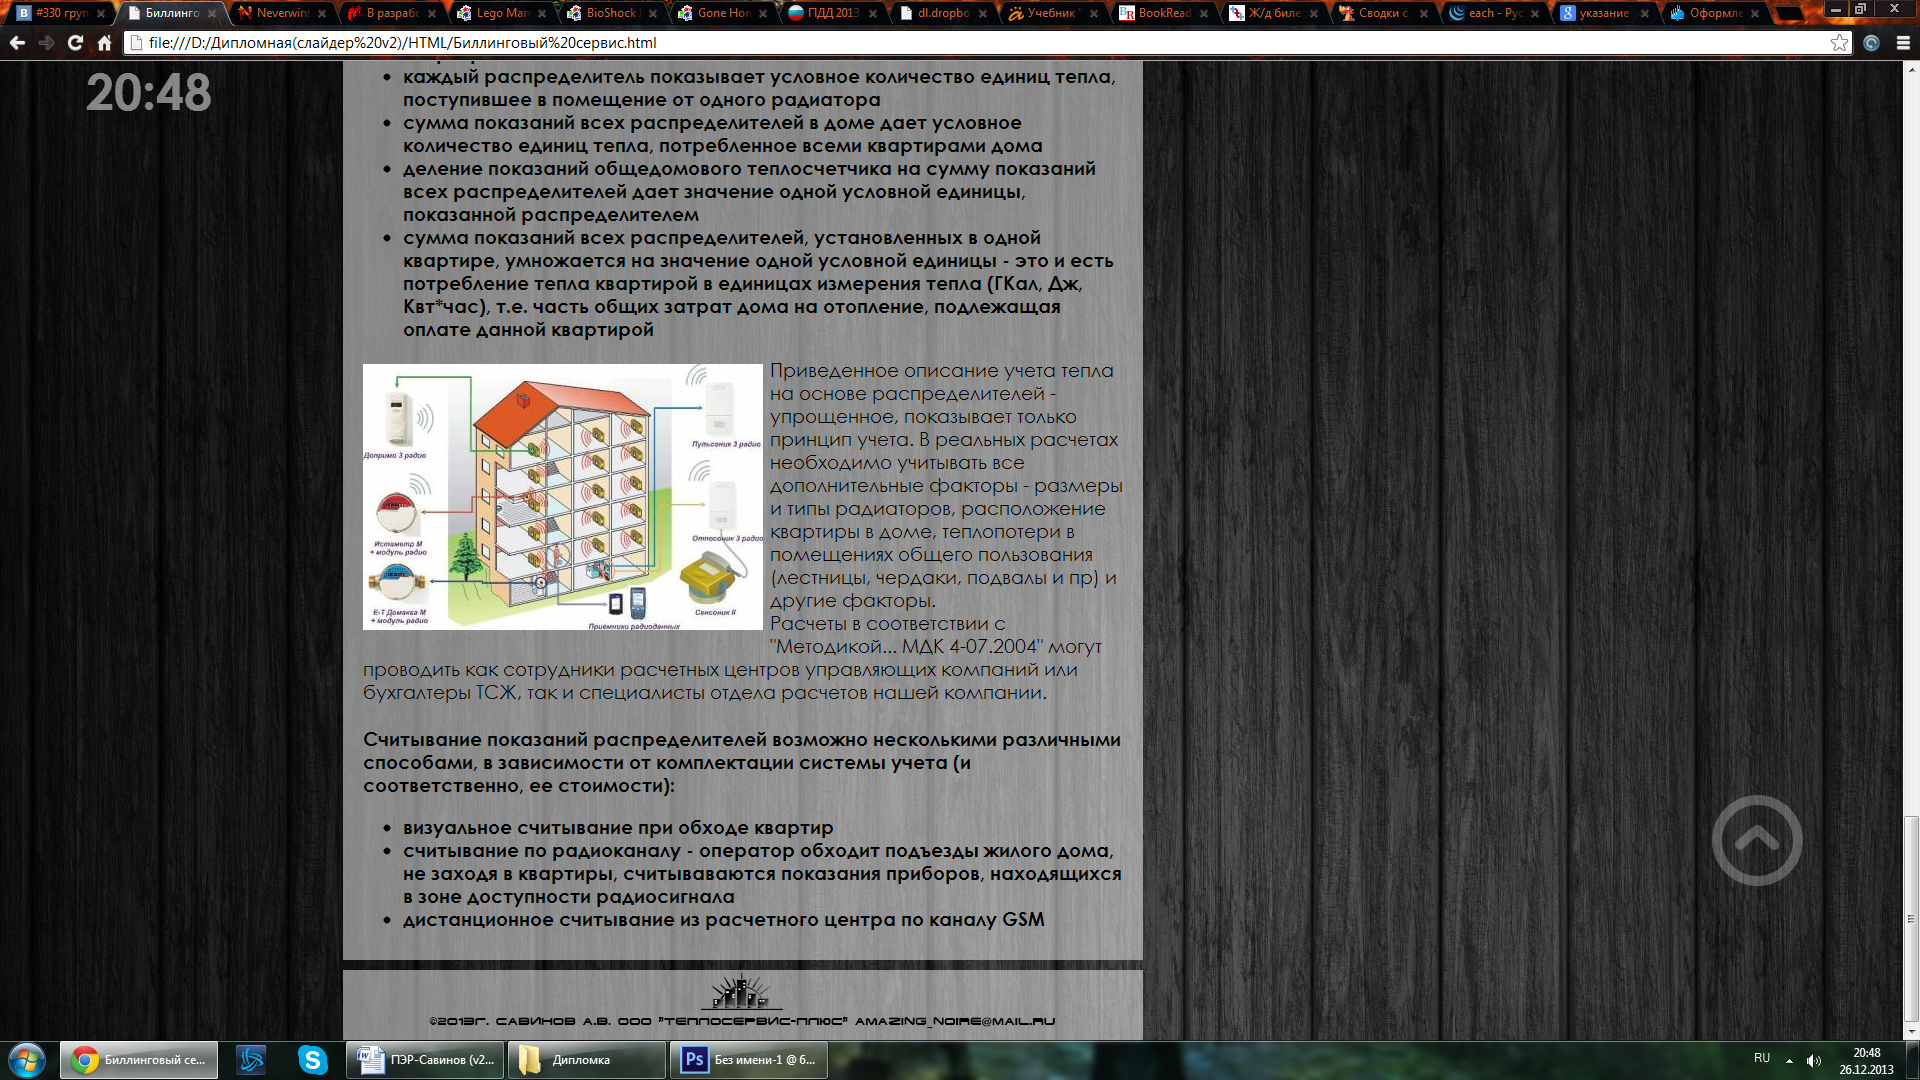 #330 груп
Биллинго
Neverwin
В разрабо
Lego Mar
BioShock
Gone Hom
ПДД 2013
dl.dropbo
Учебник
BookRead
Ж/д биле
Сводки с
each - Рус
указание
Оформле
file:///D:/Дипломная(слайдер%20v2)/HTML/Биллинговый%20сервис.html
20:48
каждый распределитель показывает условное количество единиц тепла,
поступившее в помещение от одного радиатора
сумма показаний всех распределителей в доме дает условное
количество единиц тепла, потребленное всеми квартирами дома
деление показаний общедомового теплосчетчика на сумму показаний
всех распределителей дает значение одной условной единицы,
показанной распределителем
сумма показаний всех распределителей, установленных в одной
квартире, умножается на значение одной условной единицы - это и есть
потребление тепла квартирой в единицах измерения тепла (ГКал, Дж,
Квт*час), т.е. часть общих затрат дома на отопление, подлежащая
оплате данной квартирой
Допримо 3 радио
Истаметр М
+ модуль радио
Е-Т Домаква М
+ модуль радио
Пульсоник 3 радио
Оптосоник 3 радио
Сенсоник II
Приемники радиоданных
Приведенное описание учета тепла
на основе распределителей -
упрощенное, показывает только
принцип учета. В реальных расчетах
необходимо учитывать все
дополнительные факторы - размеры
и типы радиаторов, расположение
квартиры в доме, теплопотери в
помещениях общего пользования
(лестницы, чердаки, подвалы и пр) и
другие факторы.
Расчеты в соответствии с
"Методикой... МДК 4-07.2004" могут
проводить как сотрудники расчетных центров управляющих компаний или
бухгалтеры ТСЖ, так и специалисты отдела расчетов нашей компании.
Считывание показаний распределителей возможно несколькими различными
способами, в зависимости от комплектации системы учета (и
соответственно, ее стоимости):
визуальное считывание при обходе квартир
считывание по радиоканалу - оператор обходит подъезды жилого дома,
не заходя в квартиры, считываваются показания приборов, находящихся
в зоне доступности радиосигнала
дистанционное считывание из расчетного центра по каналу GSM
©2013Г. САВИНОВ А.В. ООО "ТЕПЛОСЕРВИС-ПЛЮС" AMAZING_NOIRE@MAIL.RU
Биллинговый се...
ПЭР-Савинов (v2...
Дипломка
Без имени-1 @ 6...
RU
20:48
26.12.2013